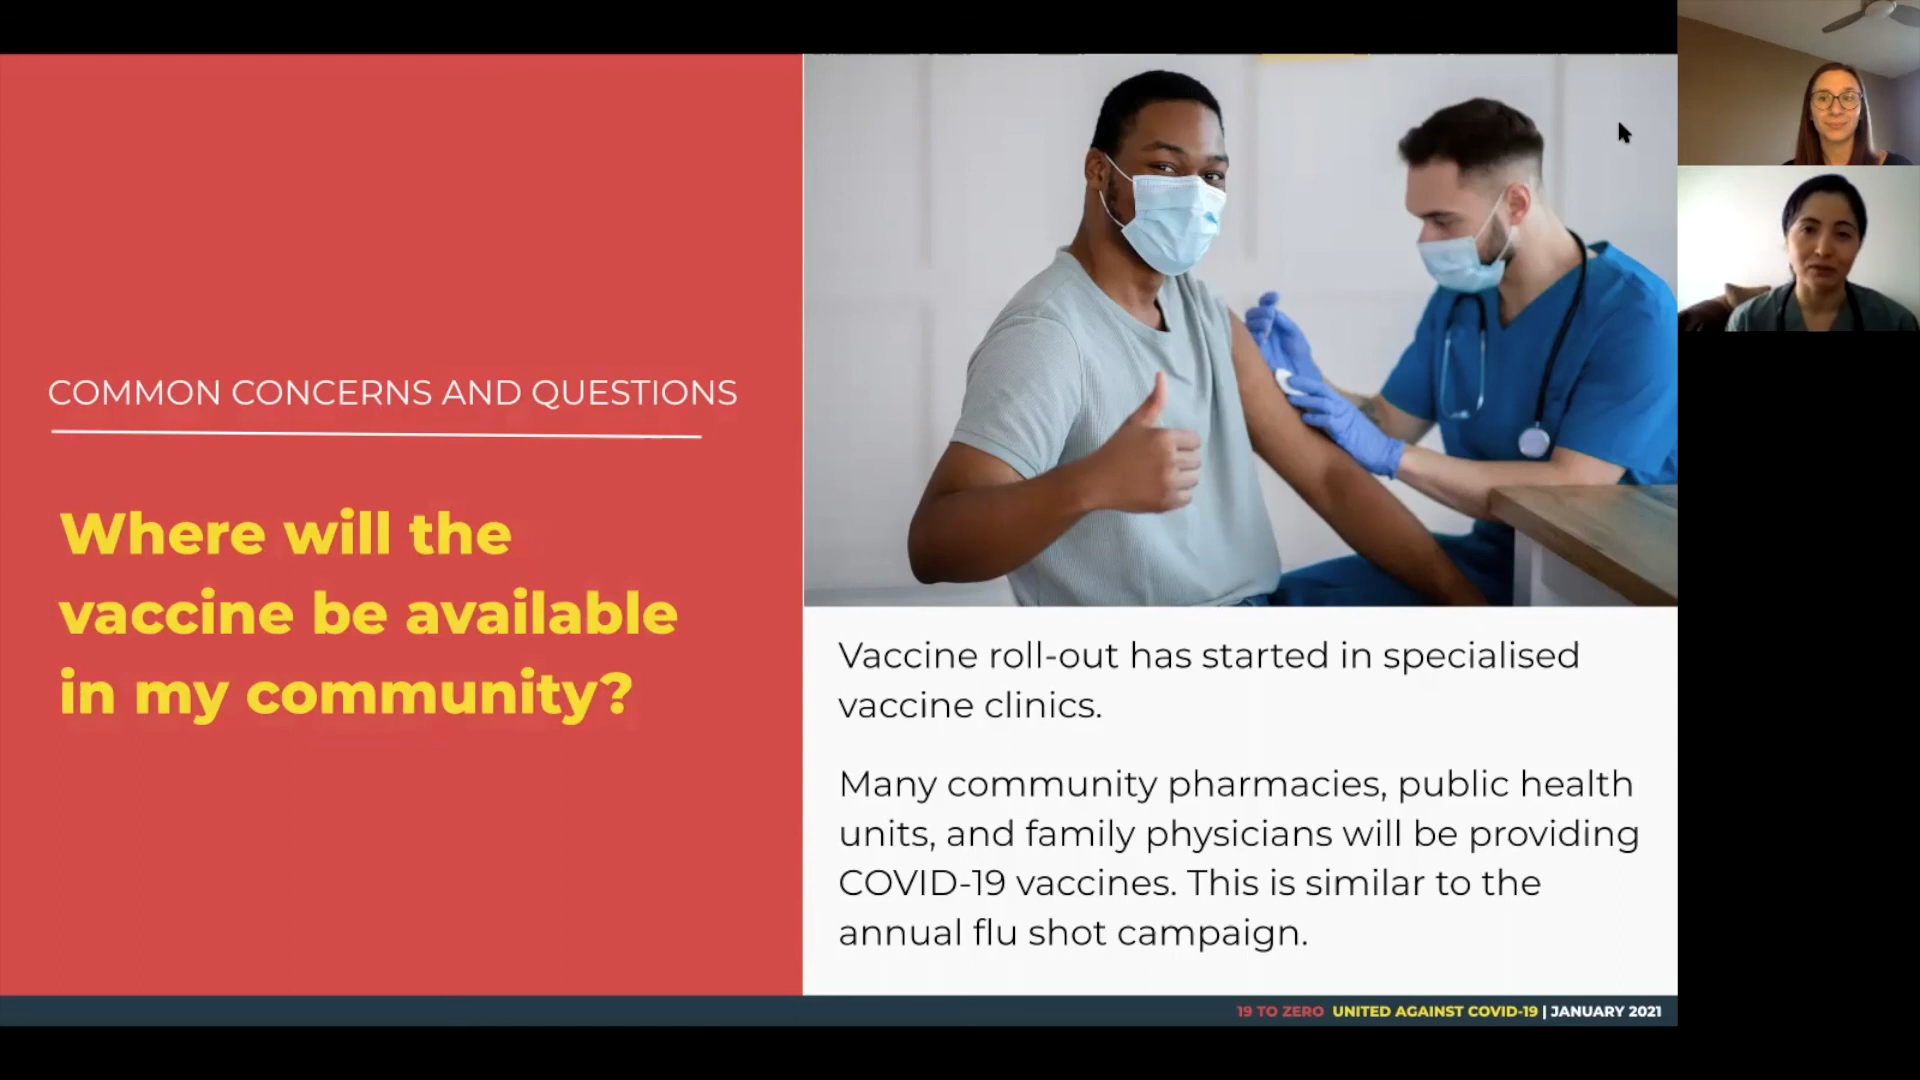 COMMON CONCERNS AND QUESTIONS
Where will the
vaccine be available
in my community?
Vaccine roll-out has started in specialised
vaccine clinics.
Many community pharmacies, public health
units, and family physicians will be providing
COVID-19 vaccines. This is similar to the
annual flu shot campaign.
19 TO ZERO UNITED AGAINST COVID-19 | JANUARY 2021